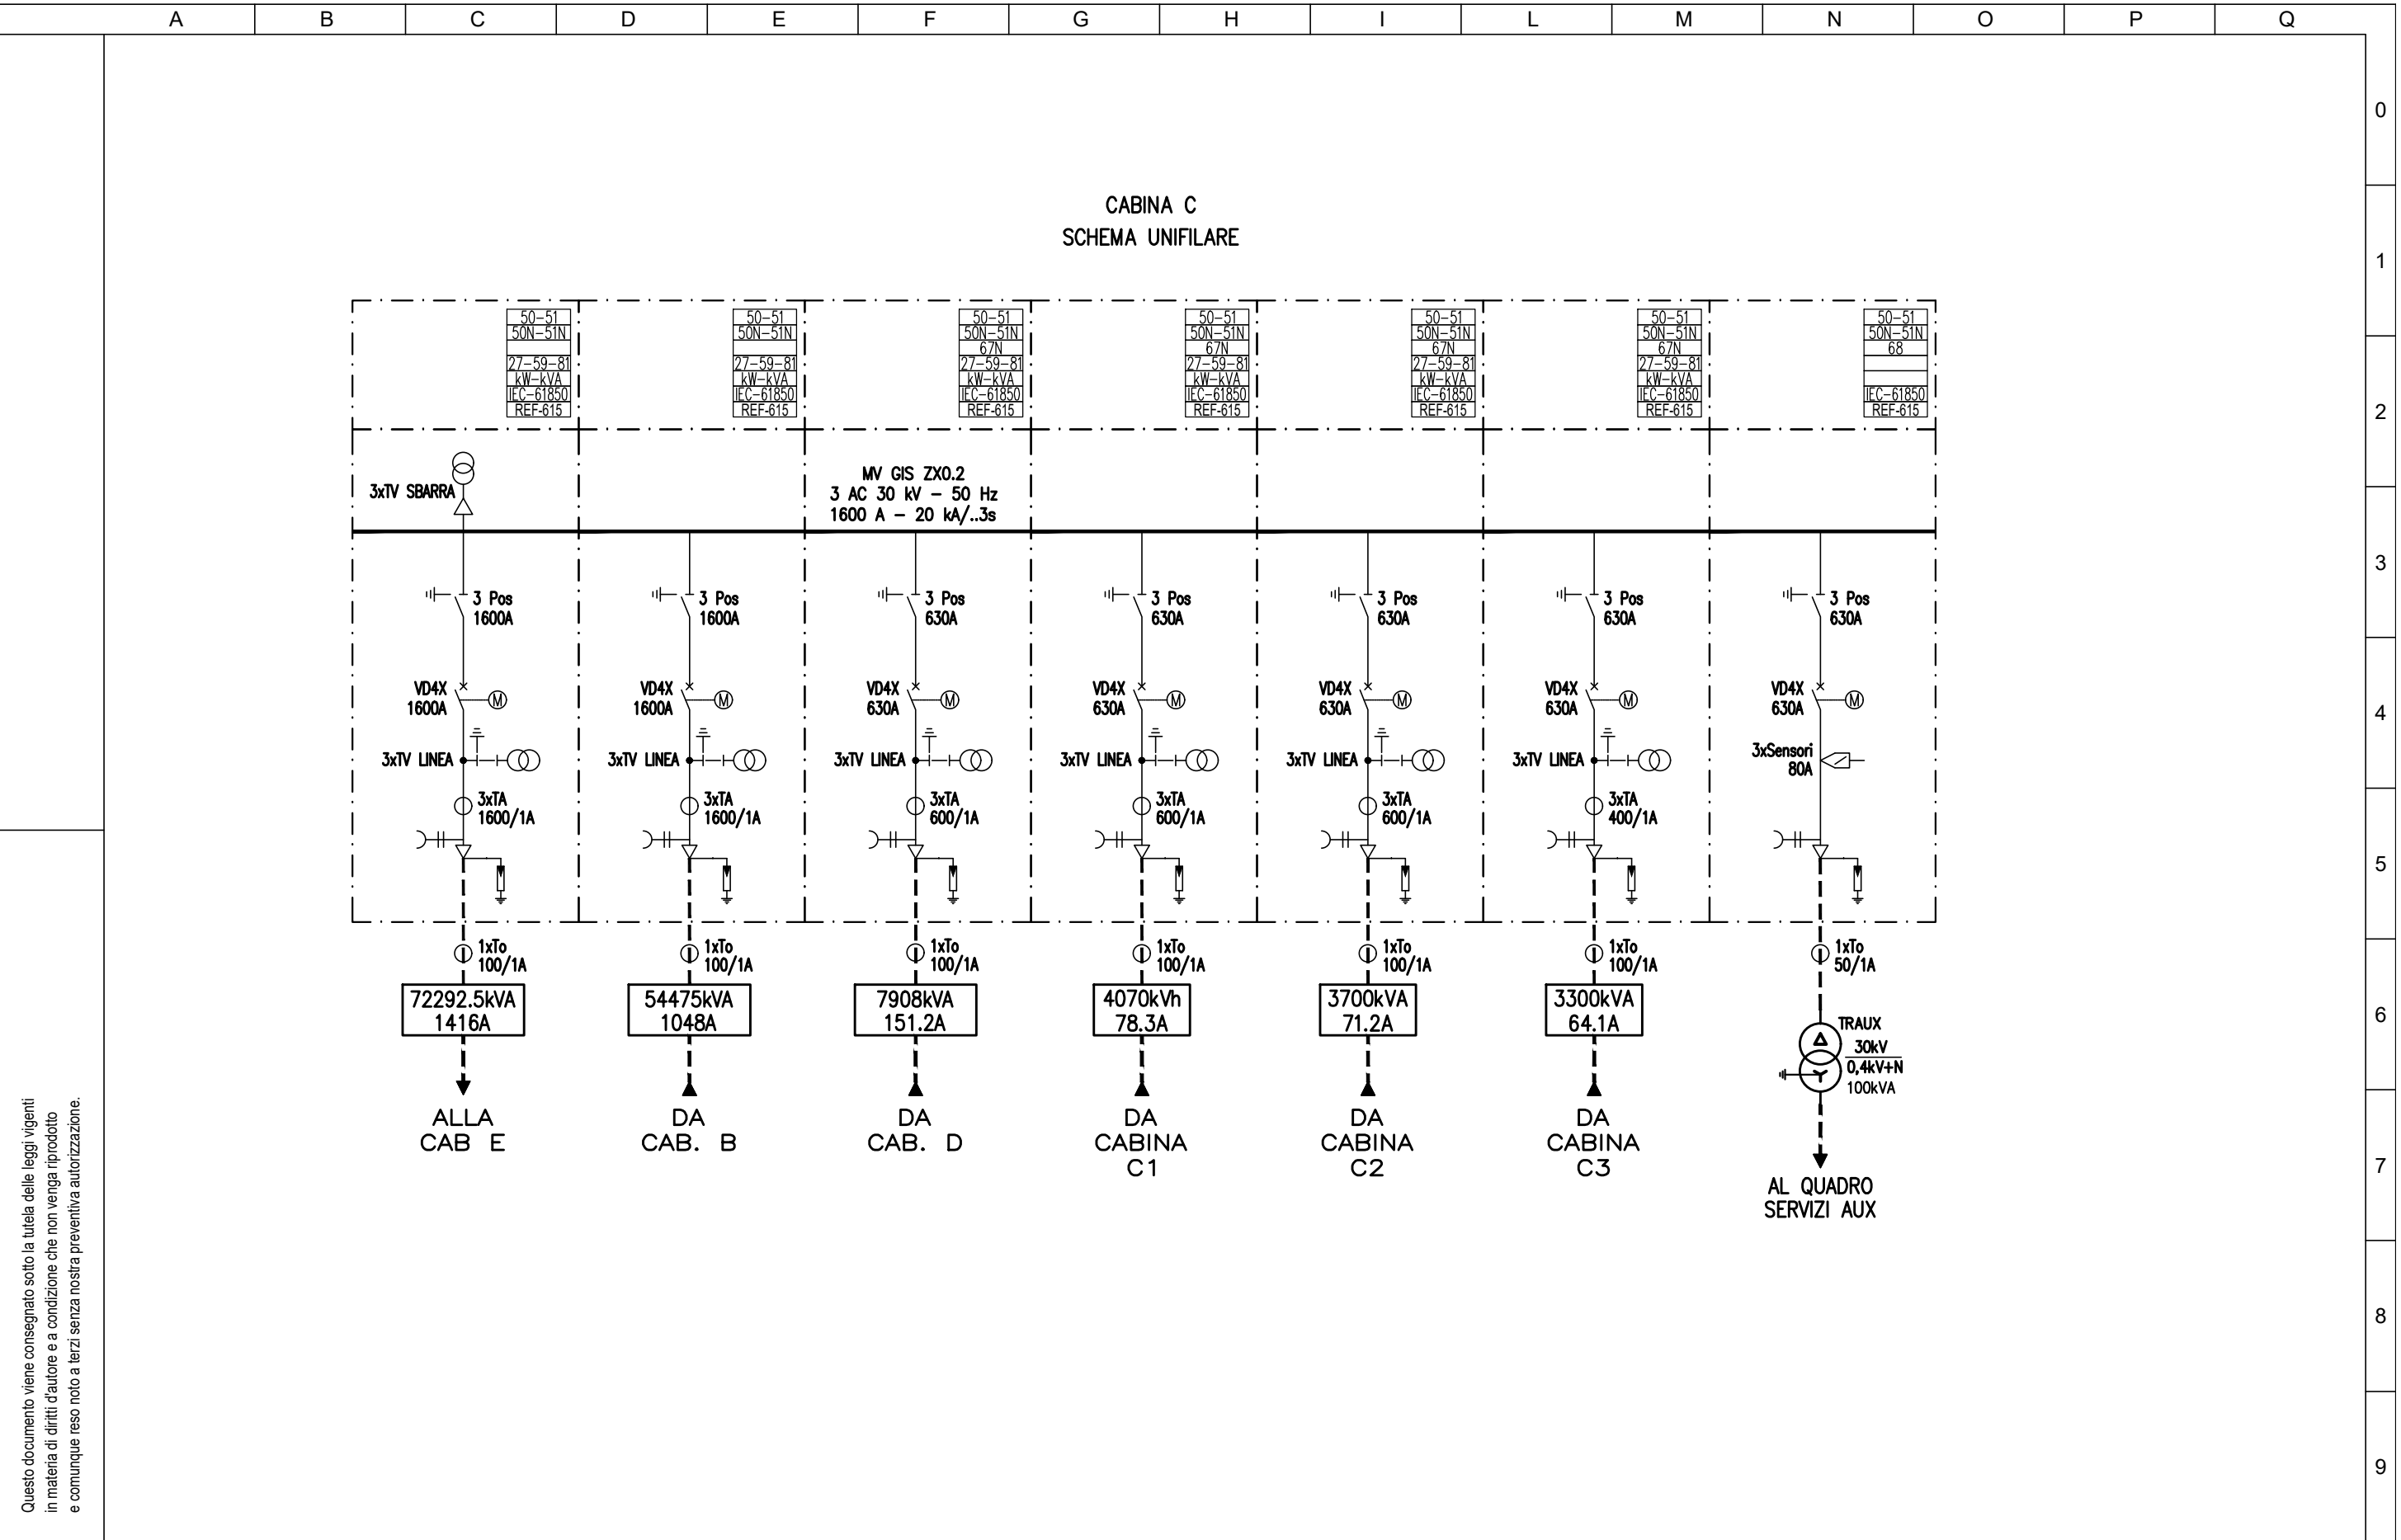 A B C D E F G H I L M N O P Q
0
1
2
3
4
5
6
7
8
9
CABINA C
SCHEMA UNIFILARE
50-51
50N-51N
27-59-81
kW-kVA
IEC-61850
REF-615
50-51
50N-51N
27-59-81
kW-kVA
IEC-61850
REF-615
50-51
50N-51N
67N
27-59-81
kW-kVA
IEC-61850
REF-615
50-51
50N-51N
67N
27-59-81
kW-kVA
IEC-61850
REF-615
50-51
50N-51N
67N
27-59-81
kW-kVA
IEC-61850
REF-615
50-51
50N-51N
67N
27-59-81
kW-kVA
IEC-61850
REF-615
50-51
50N-51N
68
IEC-61850
REF-615
3xTV SBARRA
MV GIS ZX0.2
3 AC 30 kV - 50 Hz
1600 A - 20 kA/..3s
3 Pos
1600A
VD4X
1600A
M
3xTV LINEA
3xTA
1600/1A
1xTo
100/1A
72292.5kVA
1416A
ALLA
CAB E
3 Pos
1600A
VD4X
1600A
M
3xTV LINEA
3xTA
1600/1A
1xTo
100/1A
54475kVA
1048A
DA
CAB. B
3 Pos
630A
VD4X
630A
M
3xTV LINEA
3xTA
600/1A
1xTo
100/1A
7908kVA
151.2A
DA
CAB. D
3 Pos
630A
VD4X
630A
M
3xTV LINEA
3xTA
600/1A
1xTo
100/1A
4070kVh
78.3A
DA
CABINA
C1
3 Pos
630A
VD4X
630A
M
3xTV LINEA
3xTA
600/1A
1xTo
100/1A
3700kVA
71.2A
DA
CABINA
C2
3 Pos
630A
VD4X
630A
M
3xTV LINEA
3xTA
400/1A
1xTo
100/1A
3300kVA
64.1A
DA
CABINA
C3
3 Pos
630A
VD4X
630A
M
3xSensori
80A
1xTo
50/1A
TRAUX
30kV
0,4kV+N
100kVA
AL QUADRO
SERVIZI AUX
Questo documento viene consegnato sotto la tutela delle leggi vigenti
in materia di diritti d'autore e a condizione che non venga riprodotto
e comunque reso noto a terzi senza nostra preventiva autorizzazione.